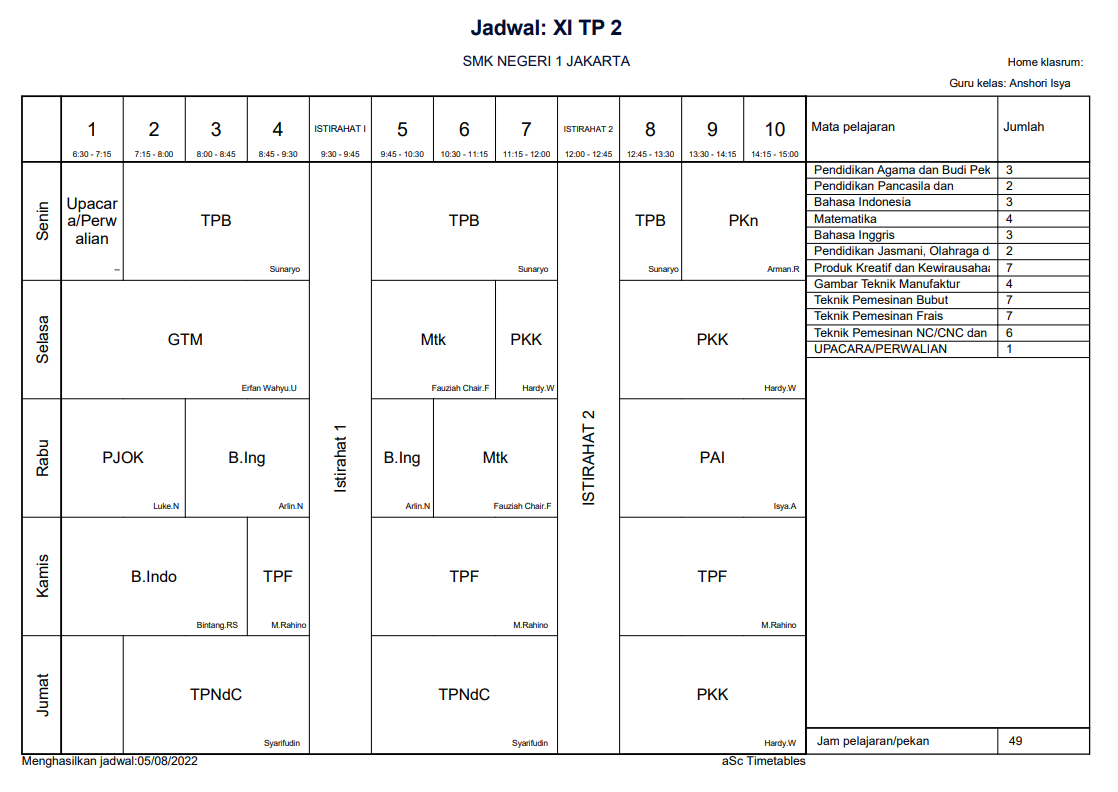 Jadwal: XI TP 2
SMK NEGERI 1 JAKARTA
Home klasrum:
Guru kelas: Anshori Isya
1 2 3 4 ISTIRAHAT I 5 6 7 ISTIRAHAT 2 8 9 10 Mata pelajaran Jumlah
6:30 - 7:15 7:15 - 8:00 8:00 - 8:45 8:45 - 9:30 9:30 - 9:45 9:45 - 10:30 10:30 - 11:15 11:15 - 12:00 12:00 - 12:45 12:45 - 13:30 13:30 - 14:15 14:15 - 15:00
Senin
Upacar
a/Perw
alian
--
TPB
Sunaryo
TPB
Sunaryo
TPB
Sunaryo
PKn
Arman.R
Selasa
GTM
Erfan Wahyu.U
Mtk
Fauziah Chair.F
PKK
Hardy.W
PKK
Hardy.W
Rabu
PJOK
Luke.N
B.Ing
Arlin.N
Istirahat 1
B.Ing
Arlin.N
Mtk
Fauziah Chair.F
ISTIRAHAT 2
PAI
Isya.A
Kamis
B.Indo
Bintang.RS
TPF
M.Rahino
TPF
M.Rahino
TPF
M.Rahino
Jumat
TPNdC
Syarifudin
TPNdC
Syarifudin
PKK
Hardy.W
Pendidikan Agama dan Budi Pek 3
Pendidikan Pancasila dan 2
Bahasa Indonesia 3
Matematika 4
Bahasa Inggris 3
Pendidikan Jasmani, Olahraga d 2
Produk Kreatif dan Kewirausahaa 7
Gambar Teknik Manufaktur 4
Teknik Pemesinan Bubut 7
Teknik Pemesinan Frais 7
Teknik Pemesinan NC/CNC dan 6
UPACARA/PERWALIAN 1
Jam pelajaran/pekan 49
Menghasilkan jadwal:05/08/2022
aSc Timetables